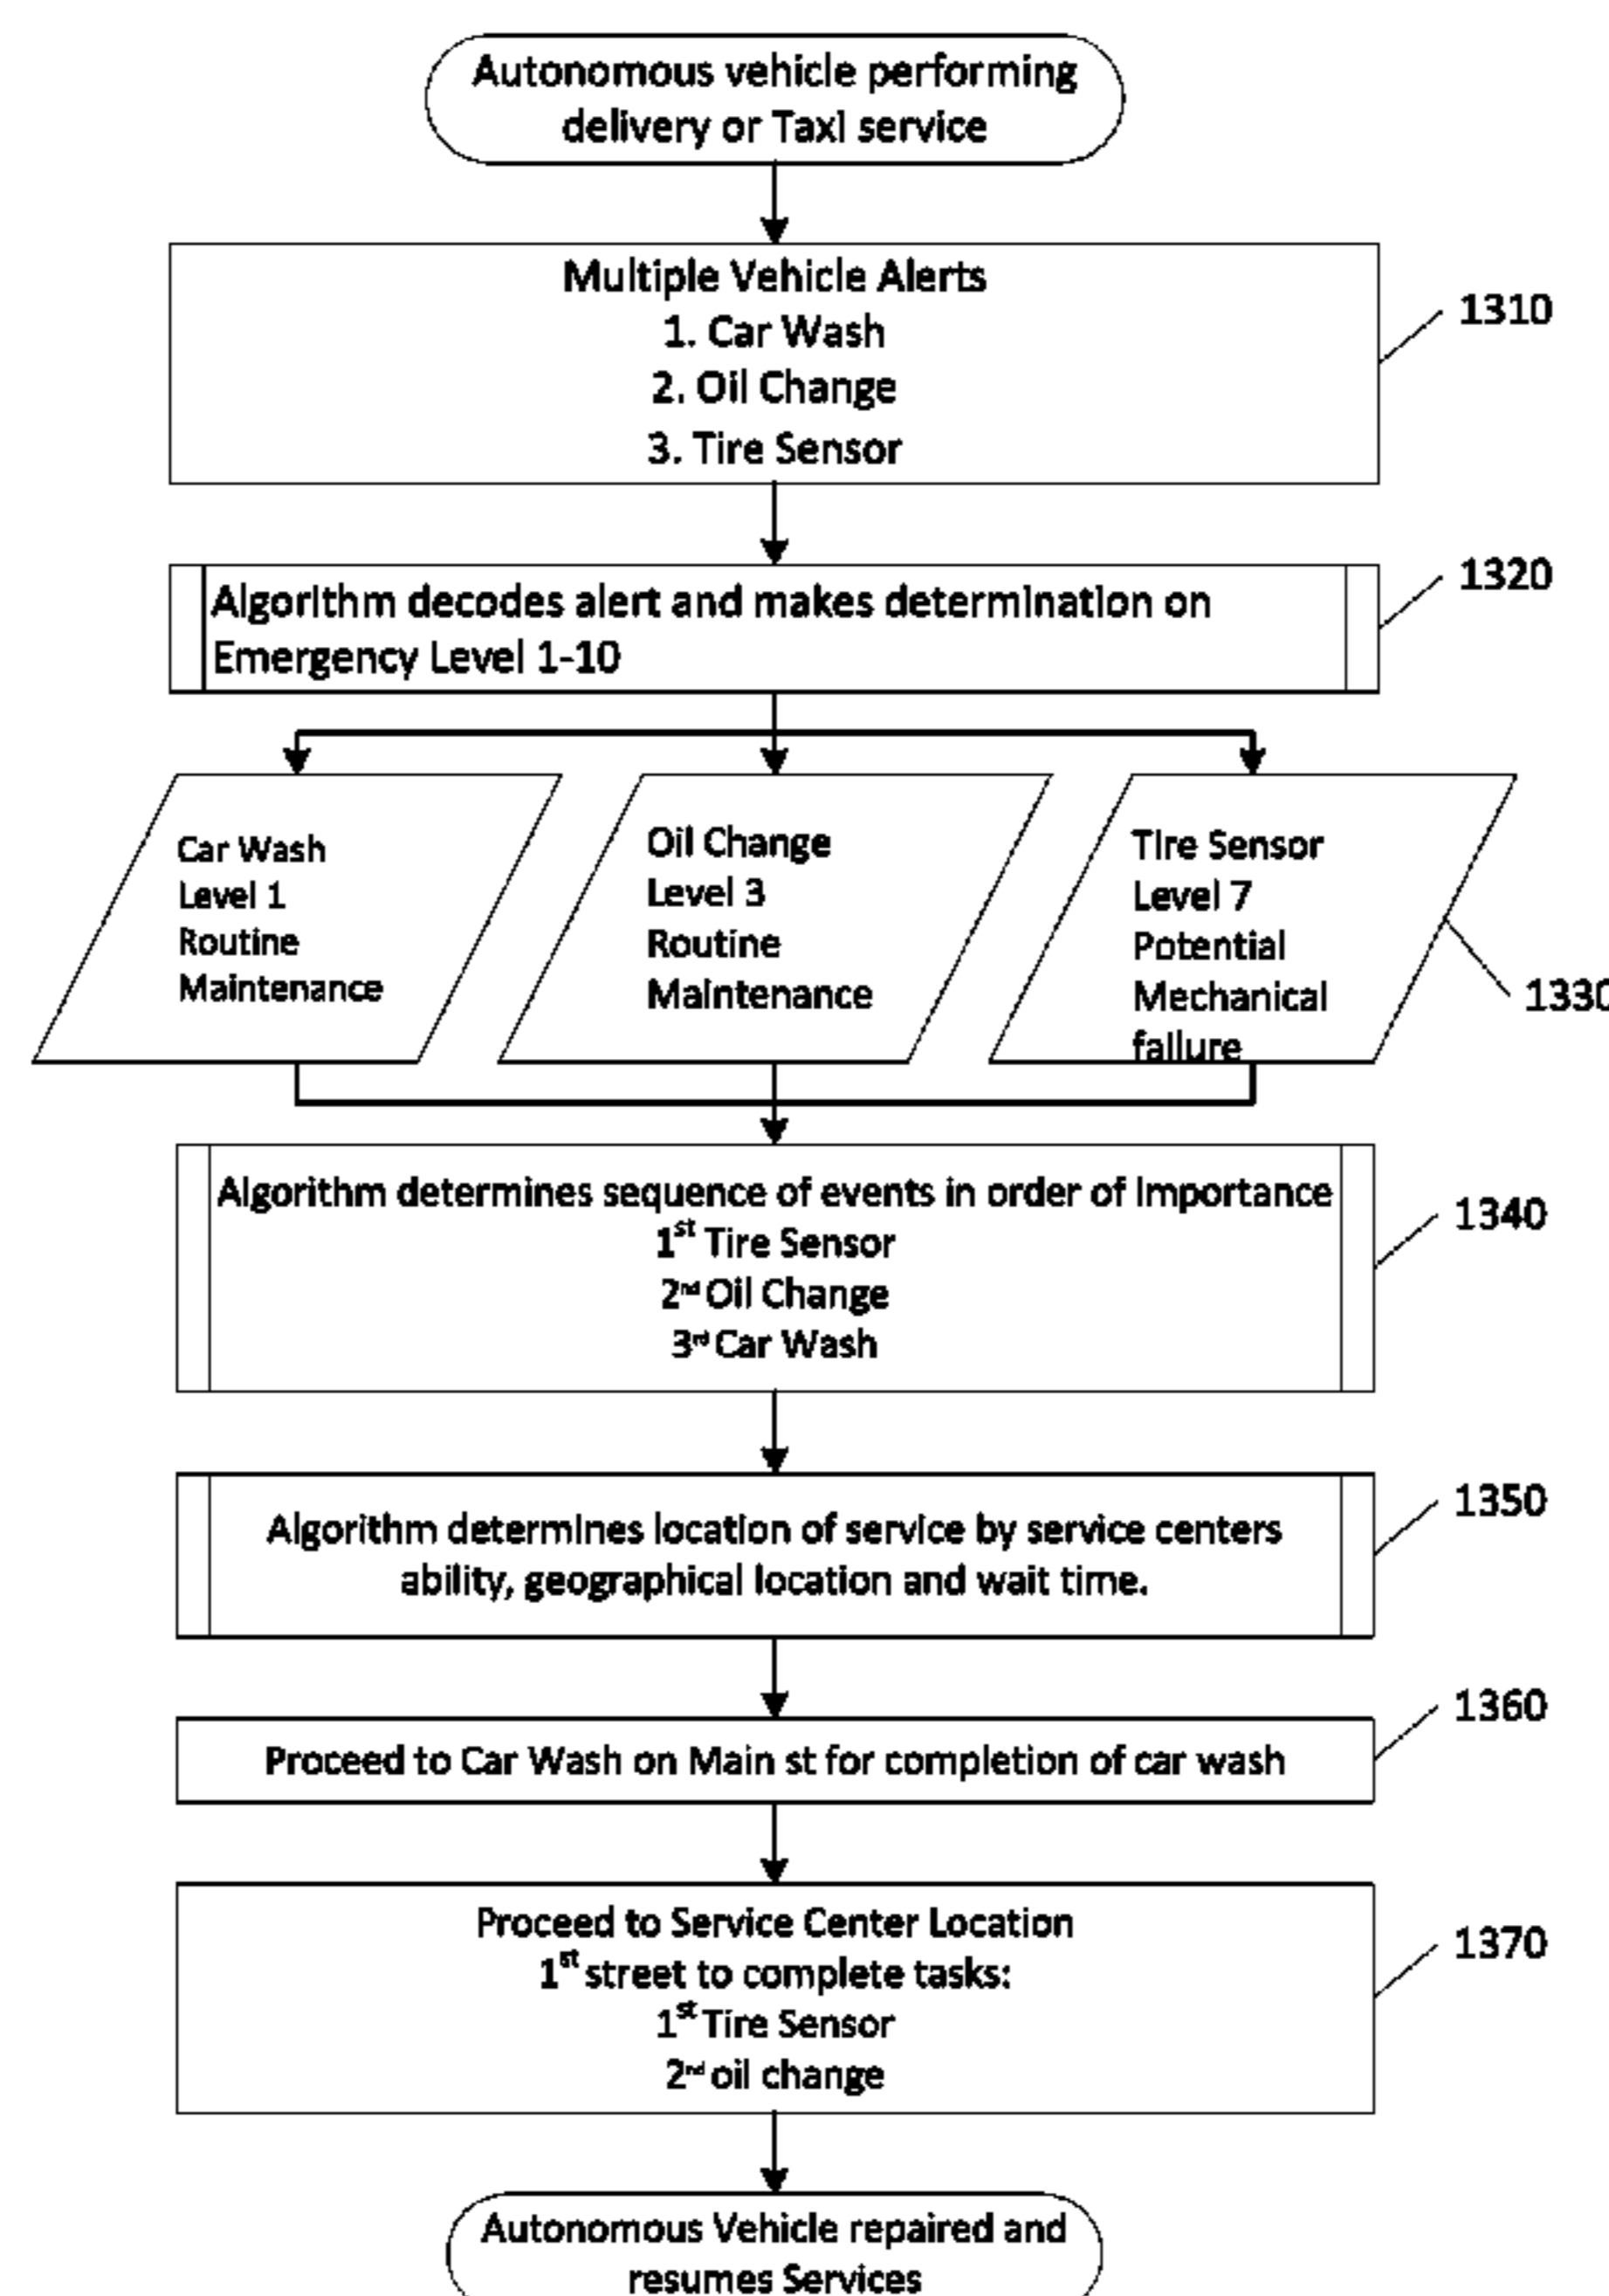 Autonomous vehicle performing
delivery or Taxi service
Multiple Vehicle Alerts
1. Car Wash
2. Oil Change
3. Tire Sensor
1310
Algorithm decodes alert and makes determination on
Emergency Level 1-10
1320
Car Wash
Level 1
Routine
Maintenance
Oil Change
Level 3
Routine
Maintenance
Tire Sensor
Level 7
Potential
Mechanical
failure
1330
Algorithm determines sequence of events in order of Importance
1st Tire Sensor
2nd Oil Change
3rd Car Wash
1340
Algorithm determines location of service by service centers
ability, geographical location and wait time.
1350
Proceed to Car Wash on Main st for completion of car wash
1360
Proceed to Service Center Location
1st street to complete tasks:
1st Tire Sensor
2nd oil change
1370
Autonomous Vehicle repaired and
resumes Services